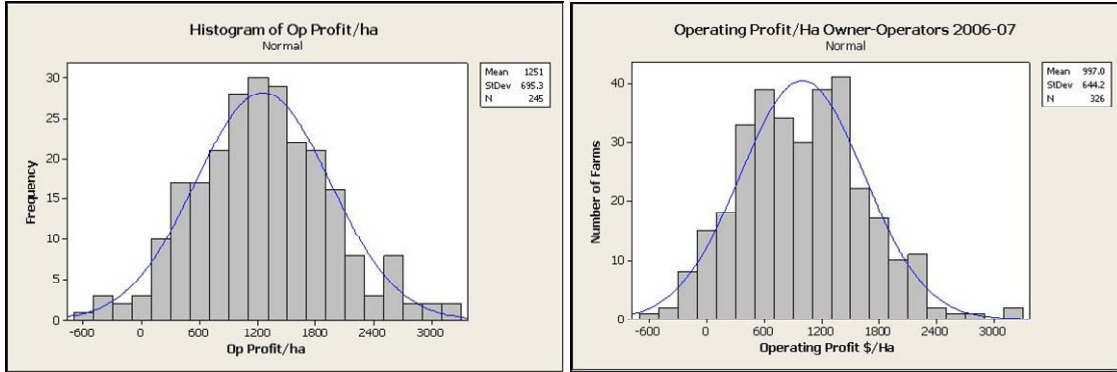 Histogram of Op Profit/ha
Normal
Mean 1251
StDev 695.3
N 245
Frequency
30
25
20
15
10
5
0
-600 0 600 1200 1800 2400 3000
Op Profit/ha
Operating Profit/Ha Owner-Operators 2006-07
Normal
Mean 997.0
StDev 644.2
N 326
Number of Farms
40
30
20
10
0
-600 0 600 1200 1800 2400 3000
Operating Profit $/Ha